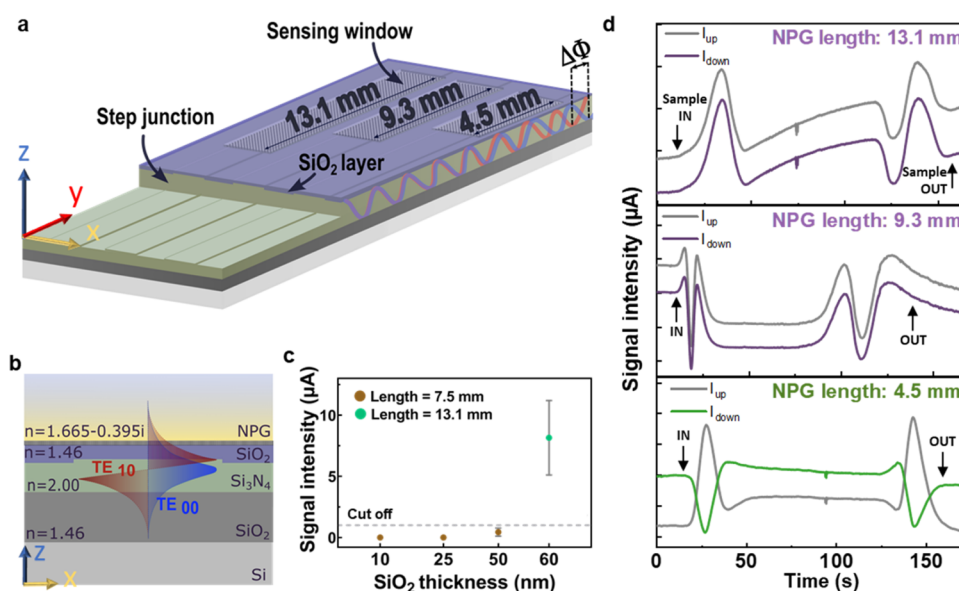 a
Sensing window
ΔΦ
13.1 mm
9.3 mm
4.5 mm
Step junction
SiO2 layer
z
y
x
b
n=1.665-0.395i
NPG
n=1.46
SiO2
TE10
n=2.00
Si3N4
TE00
n=1.46
SiO2
Z
X
Si
c
Signal intensity (µA)
Length = 7.5 mm
Length = 13.1 mm
10
5
0
Cut off
10
25
50
60
SiO2 thickness (nm)
d
Signal intensity (µA)
Iup
Idown
NPG length: 13.1 mm
Sample
IN
Sample
OUT
Iup
Idown
NPG length: 9.3 mm
IN
OUT
Iup
Idown
NPG length: 4.5 mm
IN
OUT
0
50
100
150
Time (s)